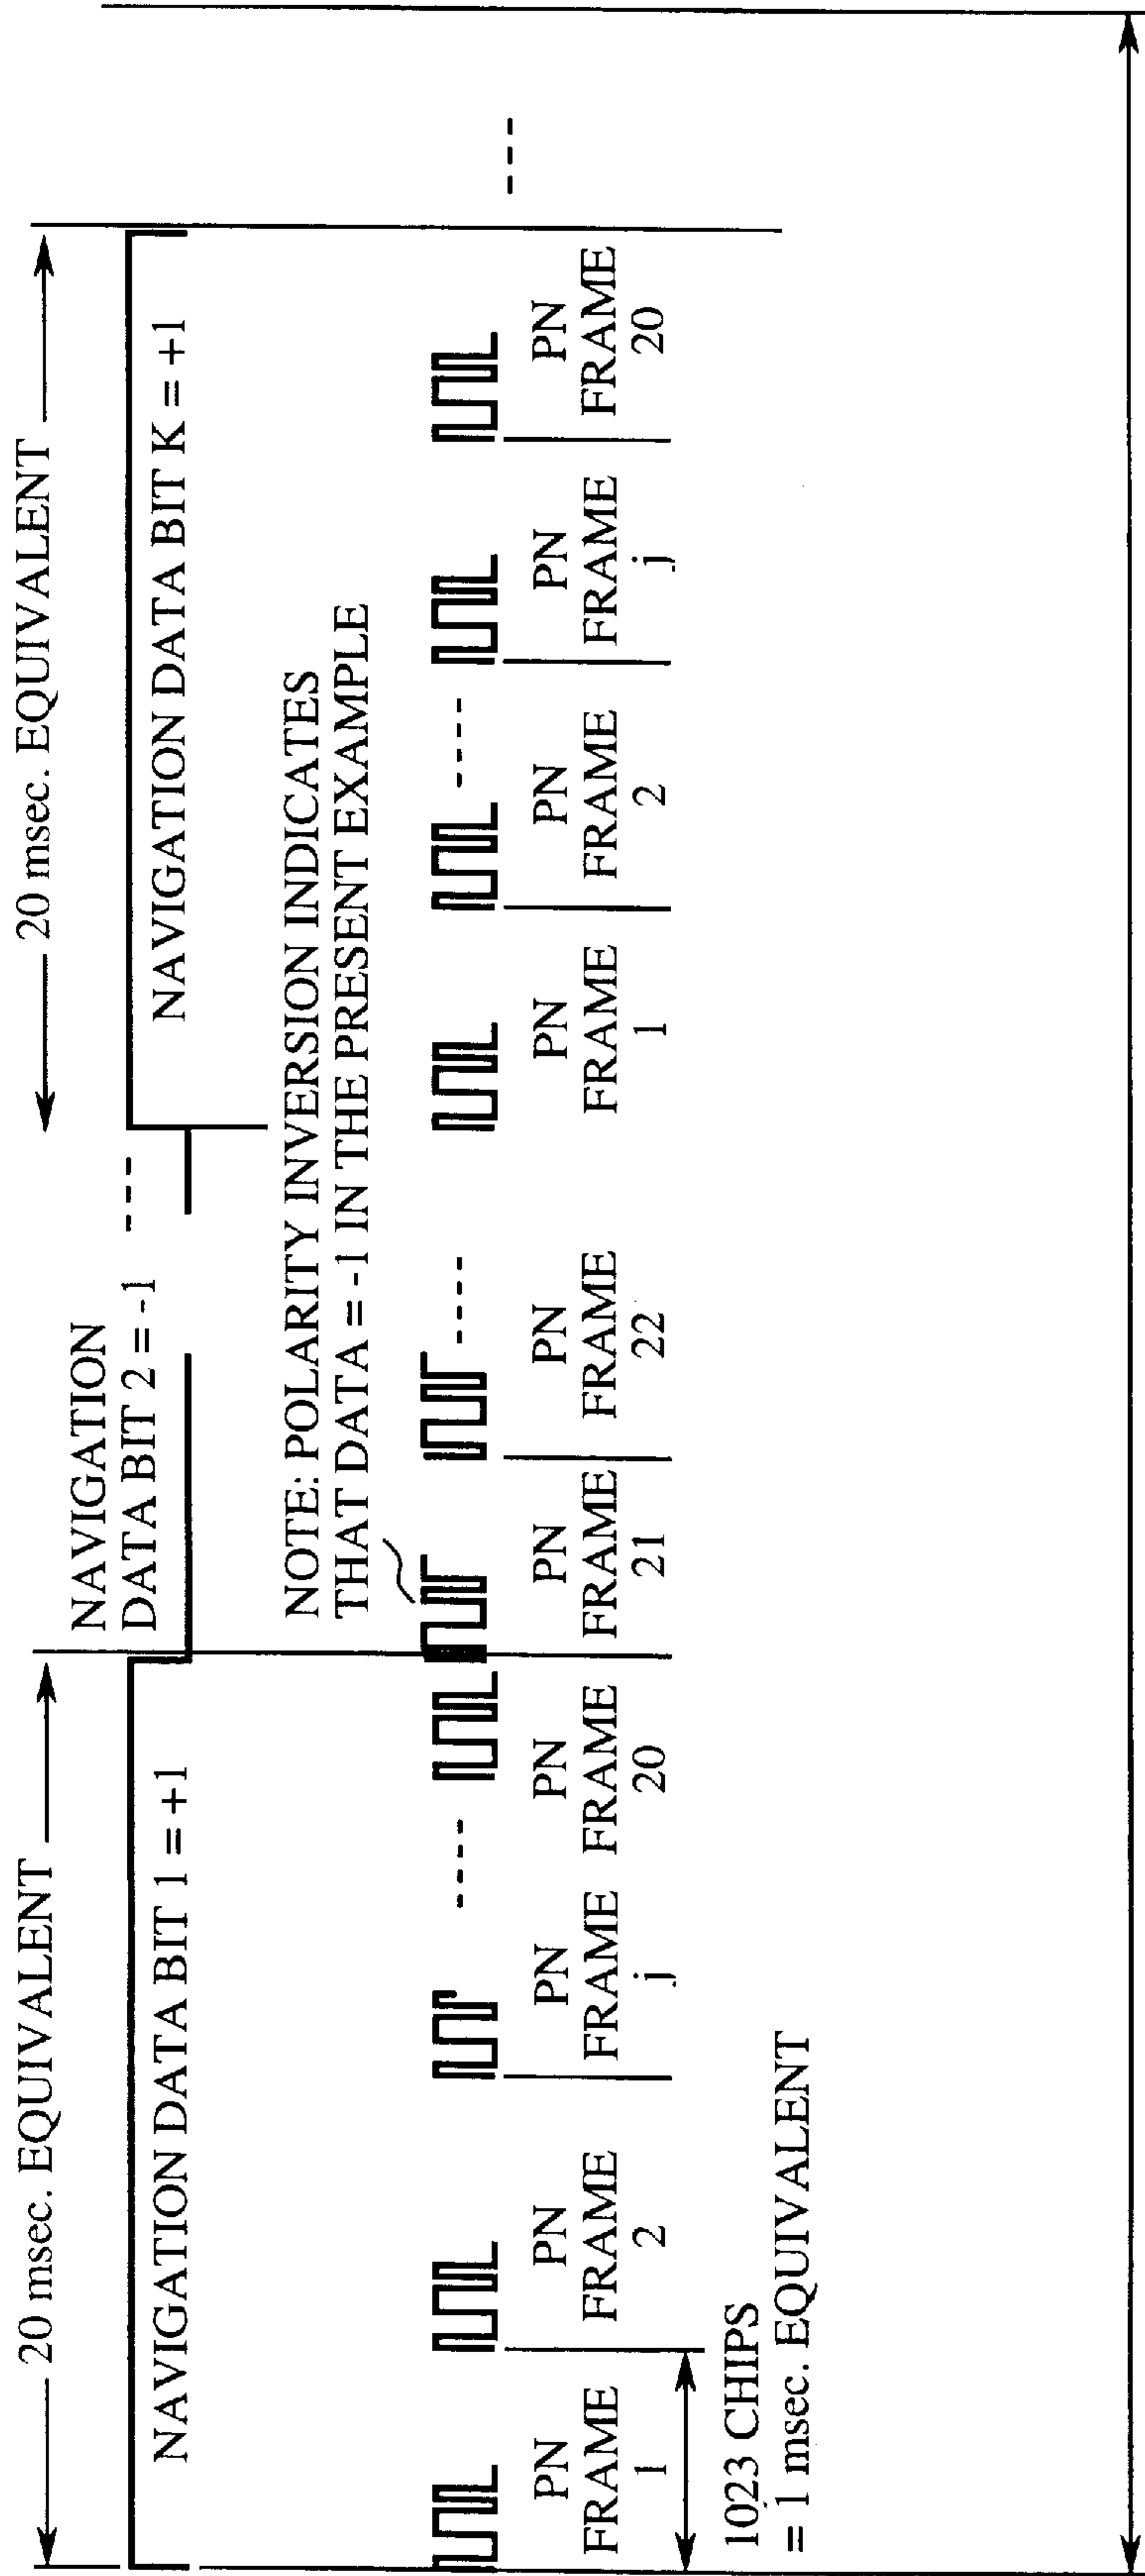 20 msec. EQUIVALENT
20 msec. EQUIVALENT
NAVIGATION DATA BIT 1 = +1
NAVIGATION
DATA BIT 2 = -1
NAVIGATION DATA BIT K = +1
NOTE: POLARITY INVERSION INDICATES
THAT DATA = -1 IN THE PRESENT EXAMPLE
PN
FRAME
1
PN
FRAME
2
PN
FRAME
j
PN
FRAME
20
PN
FRAME
21
PN
FRAME
22
PN
FRAME
1
PN
FRAME
2
PN
FRAME
j
PN
FRAME
20
1023 CHIPS
= 1 msec. EQUIVALENT